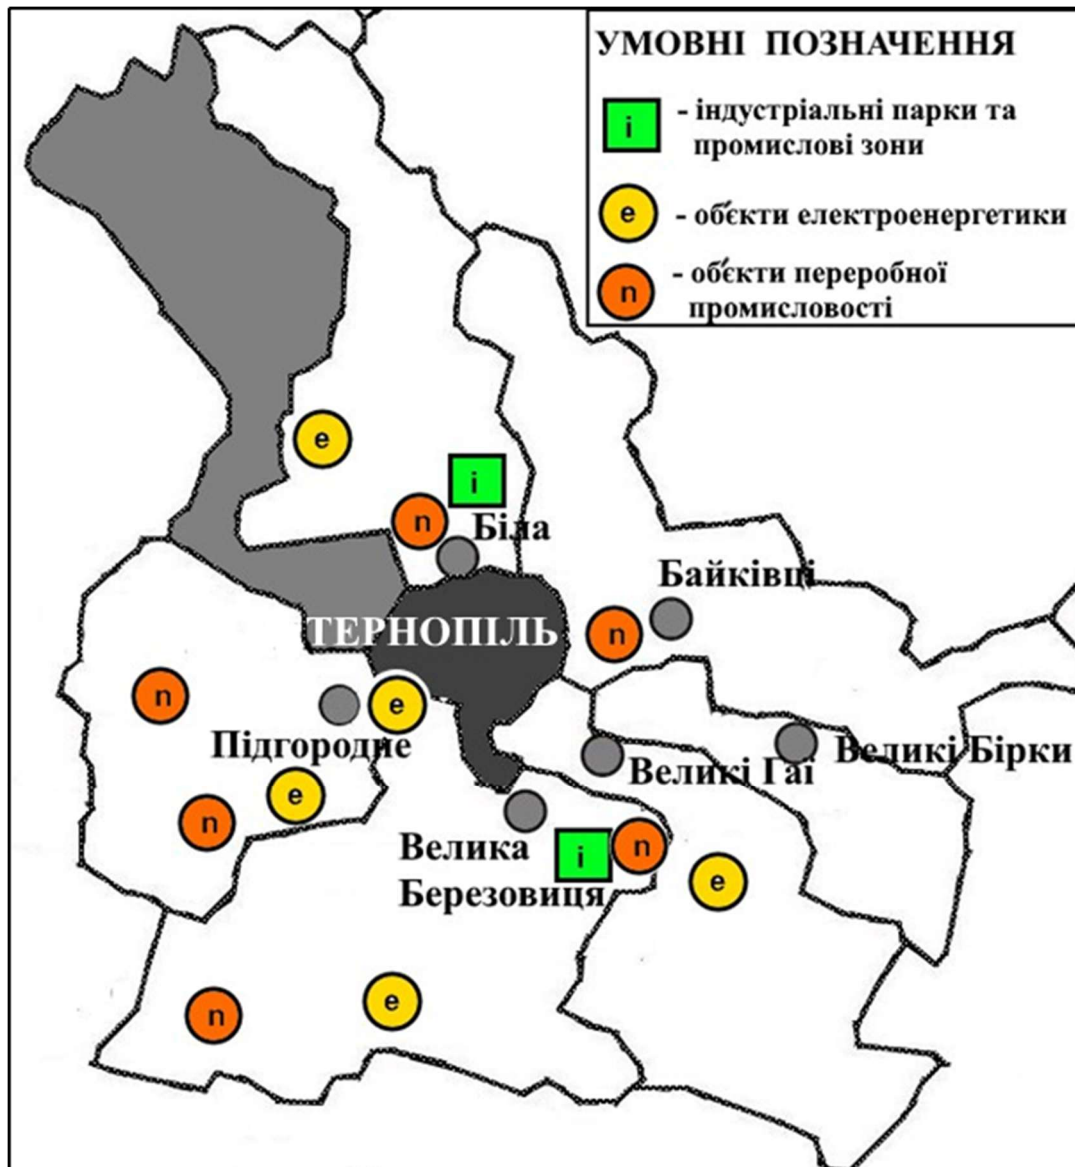 УМОВНІ ПОЗНАЧЕННЯ
i - індустріальні парки та
промислові зони
e - об'єкти електроенергетики
n - об'єкти переробної
промисловості
e
i
n
Біла
Байківці
ТЕРНОПІЛЬ
n
n
e
Підгородне
Великі Гаї
Великі Бірки
e
n
Велика
i
n
Березовиця
e
e
n